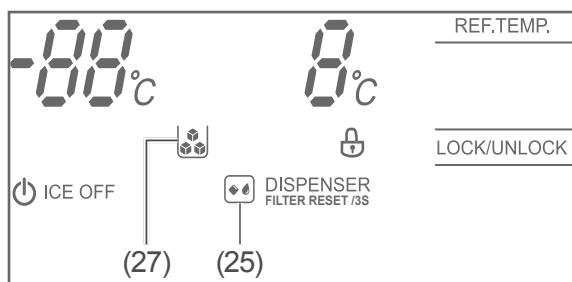 REF.TEMP.
-88°C 8°C
LOCK/UNLOCK
ICE OFF DISPENSER
FILTER RESET /3S
(27) (25)